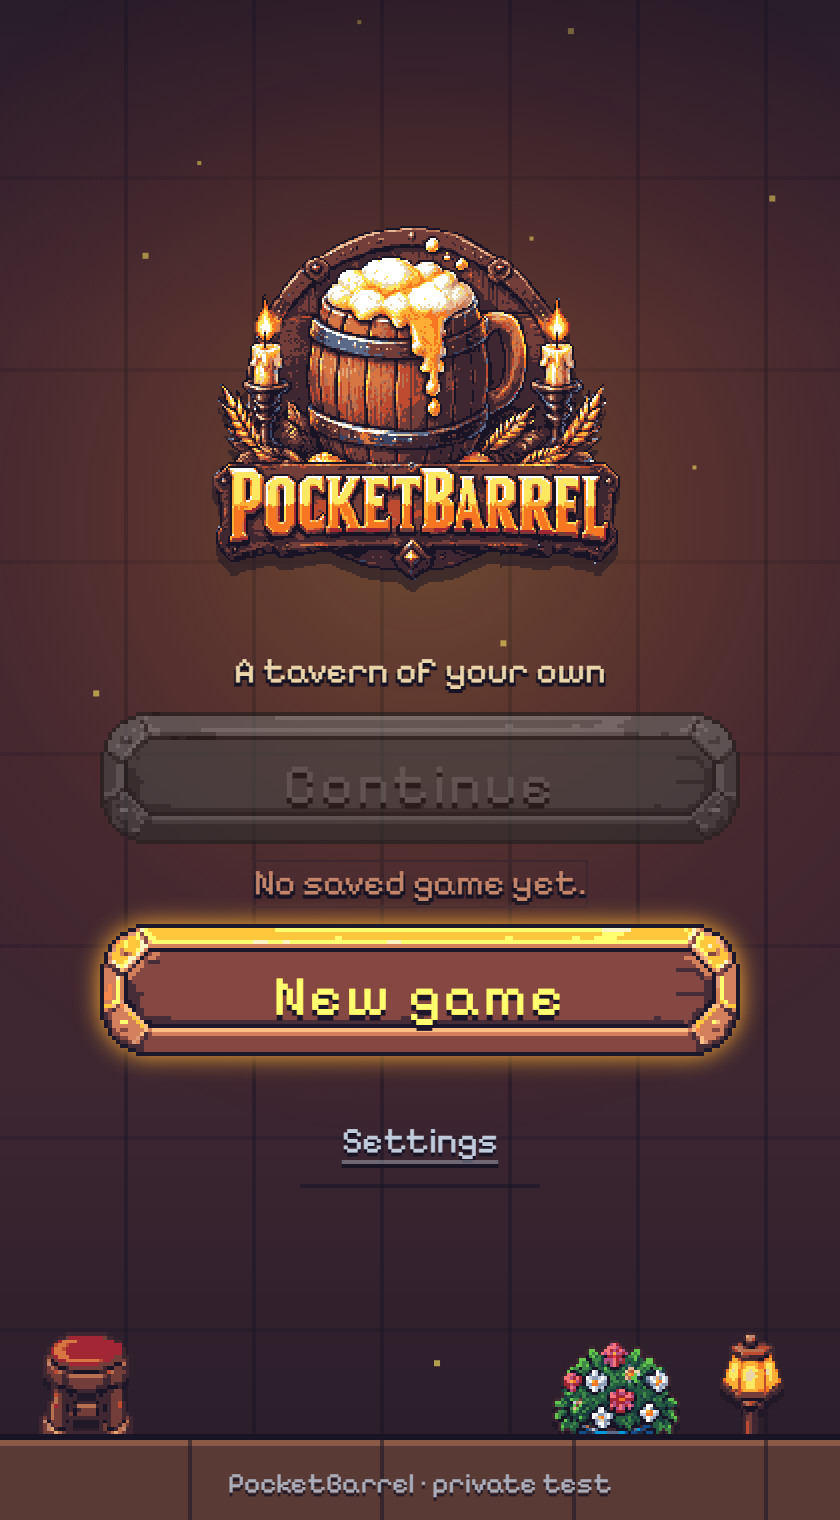 POCKETBARREL
A tavern of your own
Continue
No saved game yet.
New game
Settings
PocketBarrel · private test